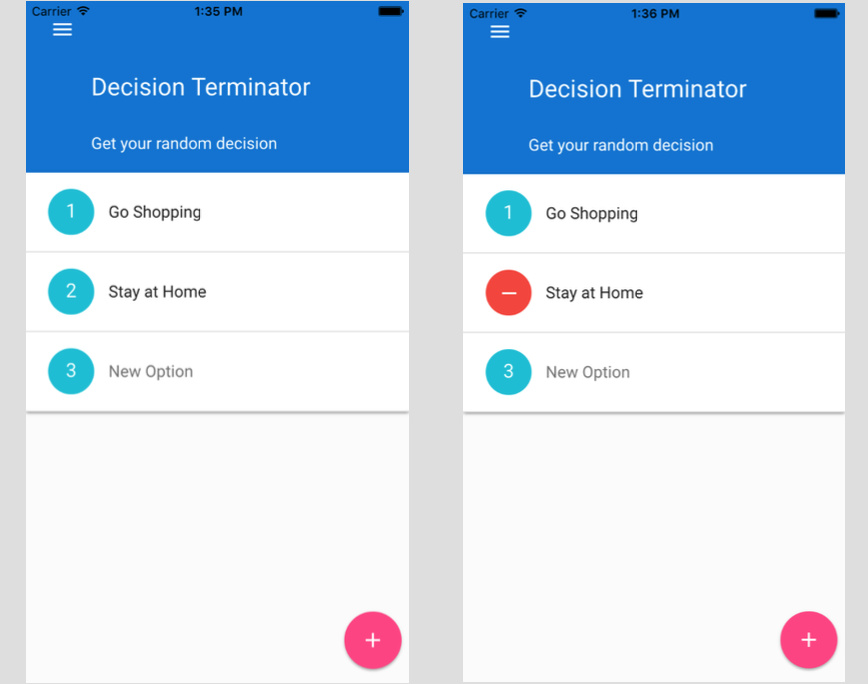 Carrier 1:35 PM
Decision Terminator
Get your random decision
1 Go Shopping
2 Stay at Home
3 New Option
+
Carrier 1:36 PM
Decision Terminator
Get your random decision
1 Go Shopping
– Stay at Home
3 New Option
+